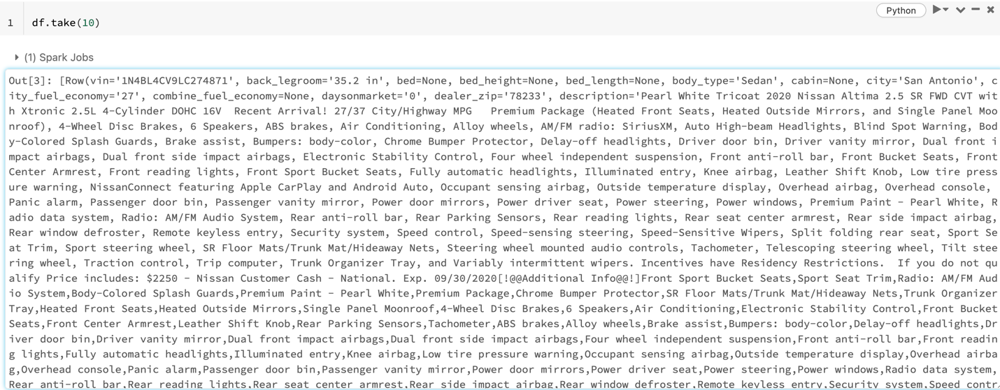 Python
1 df.take(10)
(1) Spark Jobs
Out[3]: [Row(vin='1N4BL4CV9LC274871', back_legroom='35.2 in', bed=None, bed_height=None, bed_length=None, body_type='Sedan', cabin=None, city='San Antonio', c
ity_fuel_economy='27', combine_fuel_economy=None, daysonmarket='0', dealer_zip='78233', description='Pearl White Tricoat 2020 Nissan Altima 2.5 SR FWD CVT wit
h Xtronic 2.5L 4-Cylinder DOHC 16V  Recent Arrival! 27/37 City/Highway MPG   Premium Package (Heated Front Seats, Heated Outside Mirrors, and Single Panel Moo
nroof), 4-Wheel Disc Brakes, 6 Speakers, ABS brakes, Air Conditioning, Alloy wheels, AM/FM radio: SiriusXM, Auto High-beam Headlights, Blind Spot Warning, Bod
y-Colored Splash Guards, Brake assist, Bumpers: body-color, Chrome Bumper Protector, Delay-off headlights, Driver door bin, Driver vanity mirror, Dual front i
mpact airbags, Dual front side impact airbags, Electronic Stability Control, Four wheel independent suspension, Front anti-roll bar, Front Bucket Seats, Front
Center Armrest, Front reading lights, Front Sport Bucket Seats, Fully automatic headlights, Illuminated entry, Knee airbag, Leather Shift Knob, Low tire press
ure warning, NissanConnect featuring Apple CarPlay and Android Auto, Occupant sensing airbag, Outside temperature display, Overhead airbag, Overhead console,
Panic alarm, Passenger door bin, Passenger vanity mirror, Power door mirrors, Power driver seat, Power steering, Power windows, Premium Paint - Pearl White, R
adio data system, Radio: AM/FM Audio System, Rear anti-roll bar, Rear Parking Sensors, Rear reading lights, Rear seat center armrest, Rear side impact airbag,
Rear window defroster, Remote keyless entry, Security system, Speed control, Speed-sensing steering, Speed-Sensitive Wipers, Split folding rear seat, Sport Se
at Trim, Sport steering wheel, SR Floor Mats/Trunk Mat/Hideaway Nets, Steering wheel mounted audio controls, Tachometer, Telescoping steering wheel, Tilt stee
ring wheel, Traction control, Trip computer, Trunk Organizer Tray, and Variably intermittent wipers. Incentives have Residency Restrictions.  If you do not qu
alify Price includes: $2250 - Nissan Customer Cash - National. Exp. 09/30/2020[!@@Additional Info@@!]Front Sport Bucket Seats,Sport Seat Trim,Radio: AM/FM Aud
io System,Body-Colored Splash Guards,Premium Paint - Pearl White,Premium Package,Chrome Bumper Protector,SR Floor Mats/Trunk Mat/Hideaway Nets,Trunk Organizer
Tray,Heated Front Seats,Heated Outside Mirrors,Single Panel Moonroof,4-Wheel Disc Brakes,6 Speakers,Air Conditioning,Electronic Stability Control,Front Bucket
Seats,Front Center Armrest,Leather Shift Knob,Rear Parking Sensors,Tachometer,ABS brakes,Alloy wheels,Brake assist,Bumpers: body-color,Delay-off headlights,Dr
iver door bin,Driver vanity mirror,Dual front impact airbags,Dual front side impact airbags,Four wheel independent suspension,Front anti-roll bar,Front readin
g lights,Fully automatic headlights,Illuminated entry,Knee airbag,Low tire pressure warning,Occupant sensing airbag,Outside temperature display,Overhead airba
g,Overhead console,Panic alarm,Passenger door bin,Passenger vanity mirror,Power door mirrors,Power driver seat,Power steering,Power windows,Radio data system,
Rear anti-roll bar,Rear reading lights,Rear seat center armrest,Rear side impact airbag,Rear window defroster,Remote keyless entry,Security system,Speed contr